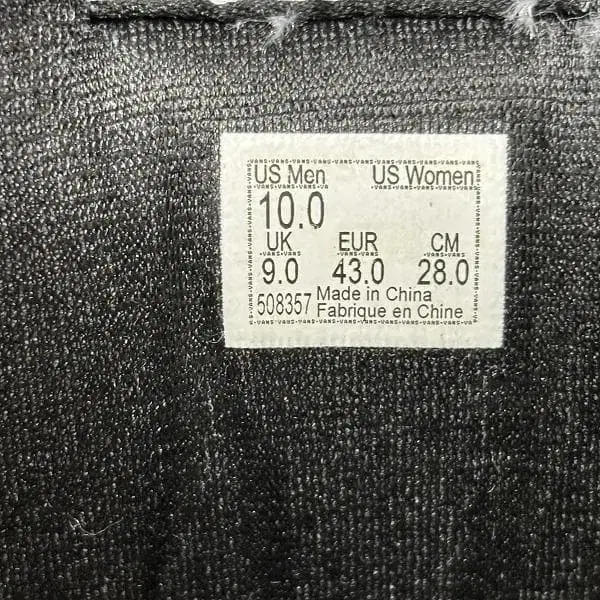 US Men US Women
10.0
UK EUR CM
9.0 43.0 28.0
508357 Made in China
Fabrique en Chine